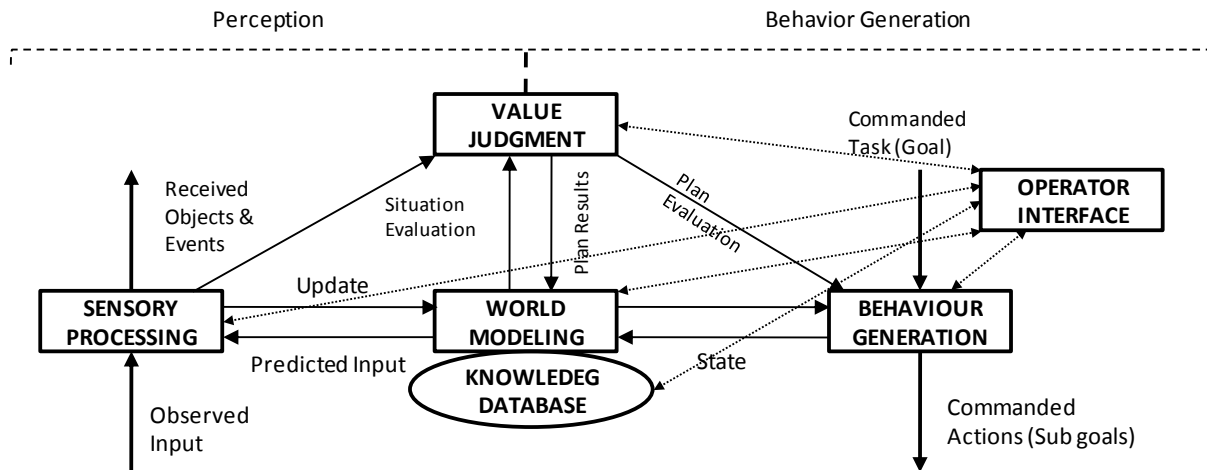 Perception
Behavior Generation
VALUE
JUDGMENT
Commanded
Task (Goal)
Received
Objects &
Events
Situation
Evaluation
Plan Results
Plan
Evaluation
OPERATOR
INTERFACE
Update
SENSORY
PROCESSING
WORLD
MODELING
BEHAVIOUR
GENERATION
Predicted Input
State
KNOWLEDEG
DATABASE
Observed
Input
Commanded
Actions (Sub goals)